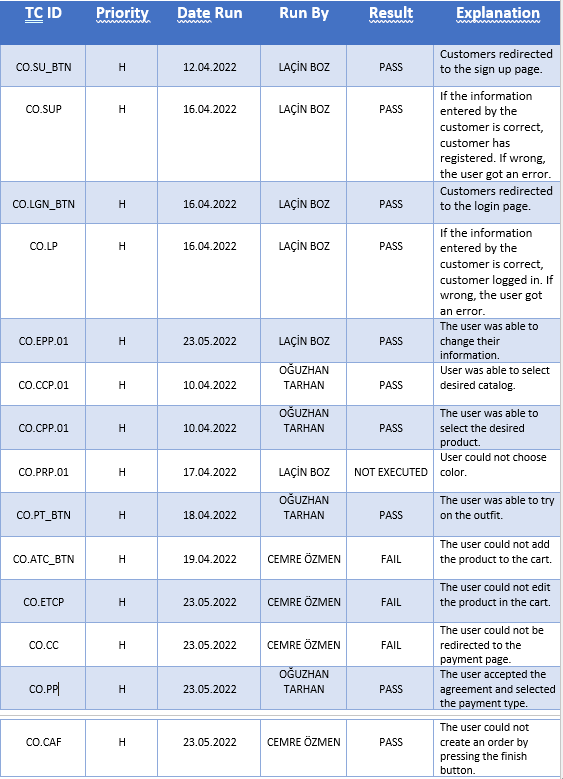 TC ID Priority Date Run Run By Result Explanation
CO.SU_BTN H 12.04.2022 LAÇİN BOZ PASS Customers redirected
to the sign up page.
CO.SUP H 16.04.2022 LAÇİN BOZ PASS If the information
entered by the
customer is correct,
customer has
registered. If wrong,
the user got an error.
CO.LGN_BTN H 16.04.2022 LAÇİN BOZ PASS Customers redirected
to the login page.
CO.LP H 16.04.2022 LAÇİN BOZ PASS If the information
entered by the
customer is correct,
customer logged in. If
wrong, the user got
an error.
CO.EPP.01 H 23.05.2022 LAÇİN BOZ PASS The user was able to
change their
information.
CO.CCP.01 H 10.04.2022 OĞUZHAN
TARHAN PASS User was able to select
desired catalog.
CO.CPP.01 H 10.04.2022 OĞUZHAN
TARHAN PASS The user was able to
select the desired
product.
CO.PRP.01 H 17.04.2022 LAÇİN BOZ NOT EXECUTED User could not choose
color.
CO.PT_BTN H 18.04.2022 OĞUZHAN
TARHAN PASS The user was able to try
on the outfit.
CO.ATC_BTN H 19.04.2022 CEMRE ÖZMEN FAIL The user could not add
the product to the cart.
CO.ETCP H 23.05.2022 CEMRE ÖZMEN FAIL The user could not edit
the product in the cart.
CO.CC H 23.05.2022 CEMRE ÖZMEN FAIL The user could not be
redirected to the
payment page.
CO.PP H 23.05.2022 OĞUZHAN
TARHAN PASS The user accepted the
agreement and selected
the payment type.
CO.CAF H 23.05.2022 CEMRE ÖZMEN PASS The user could not
create an order by
pressing the finish
button.